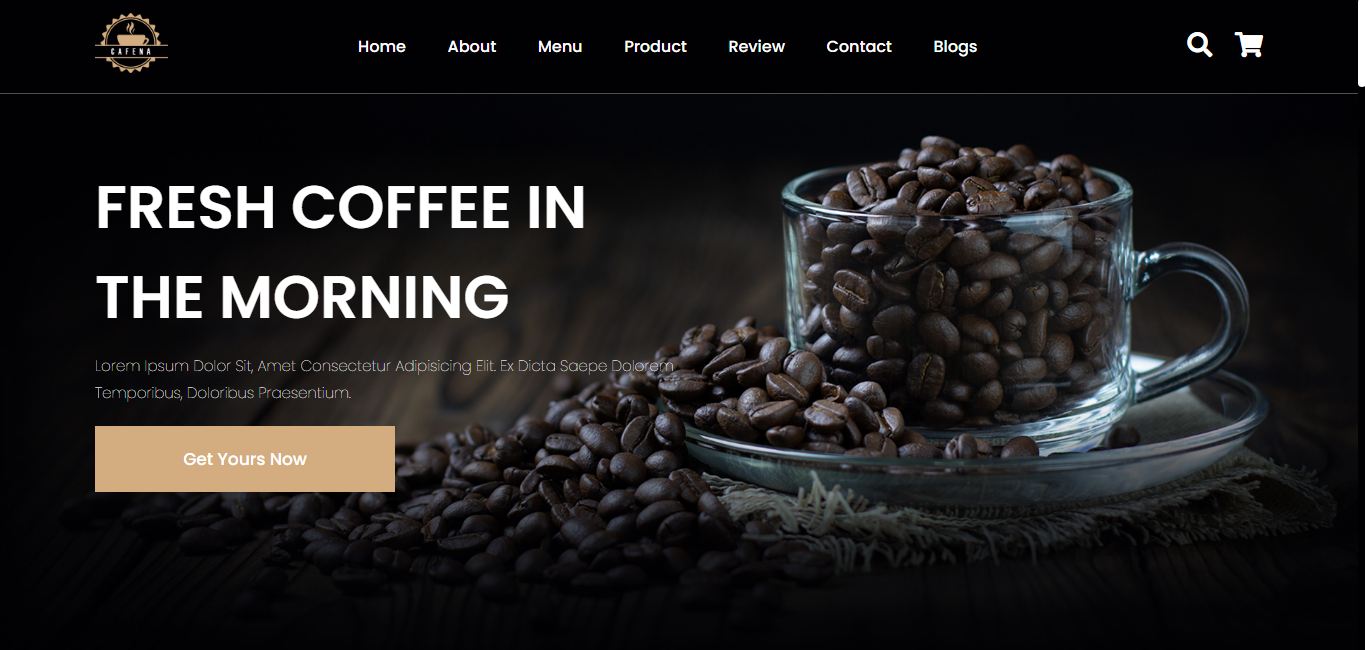 CAFENA
Home About Menu Product Review Contact Blogs
FRESH COFFEE IN
THE MORNING
Lorem Ipsum Dolor Sit, Amet Consectetur Adipisicing Elit. Ex Dicta Saepe Dolorem
Temporibus, Doloribus Praesentium.
Get Yours Now